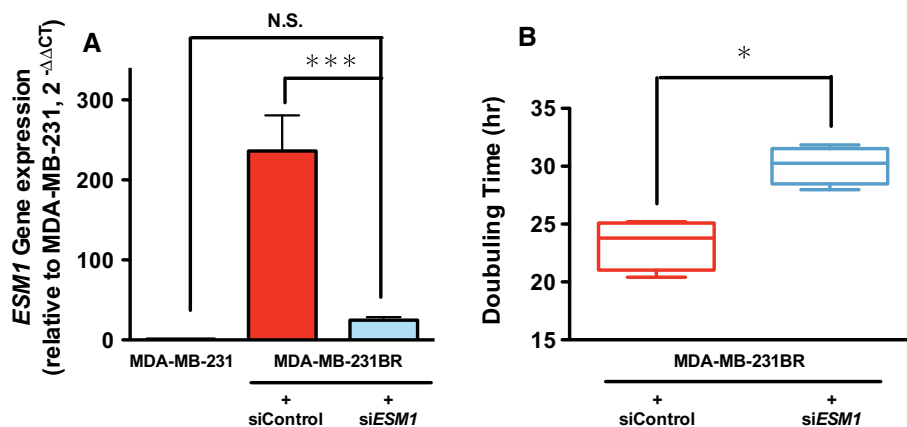 A
N.S.
***
ESM1 Gene expression
(relative to MDA-MB-231, 2 -ΔΔCT)
300
200
100
0
MDA-MB-231
MDA-MB-231BR
+
siControl
+
siESM1
B
*
Doubuling Time (hr)
35
30
25
20
15
MDA-MB-231BR
+
siControl
+
siESM1